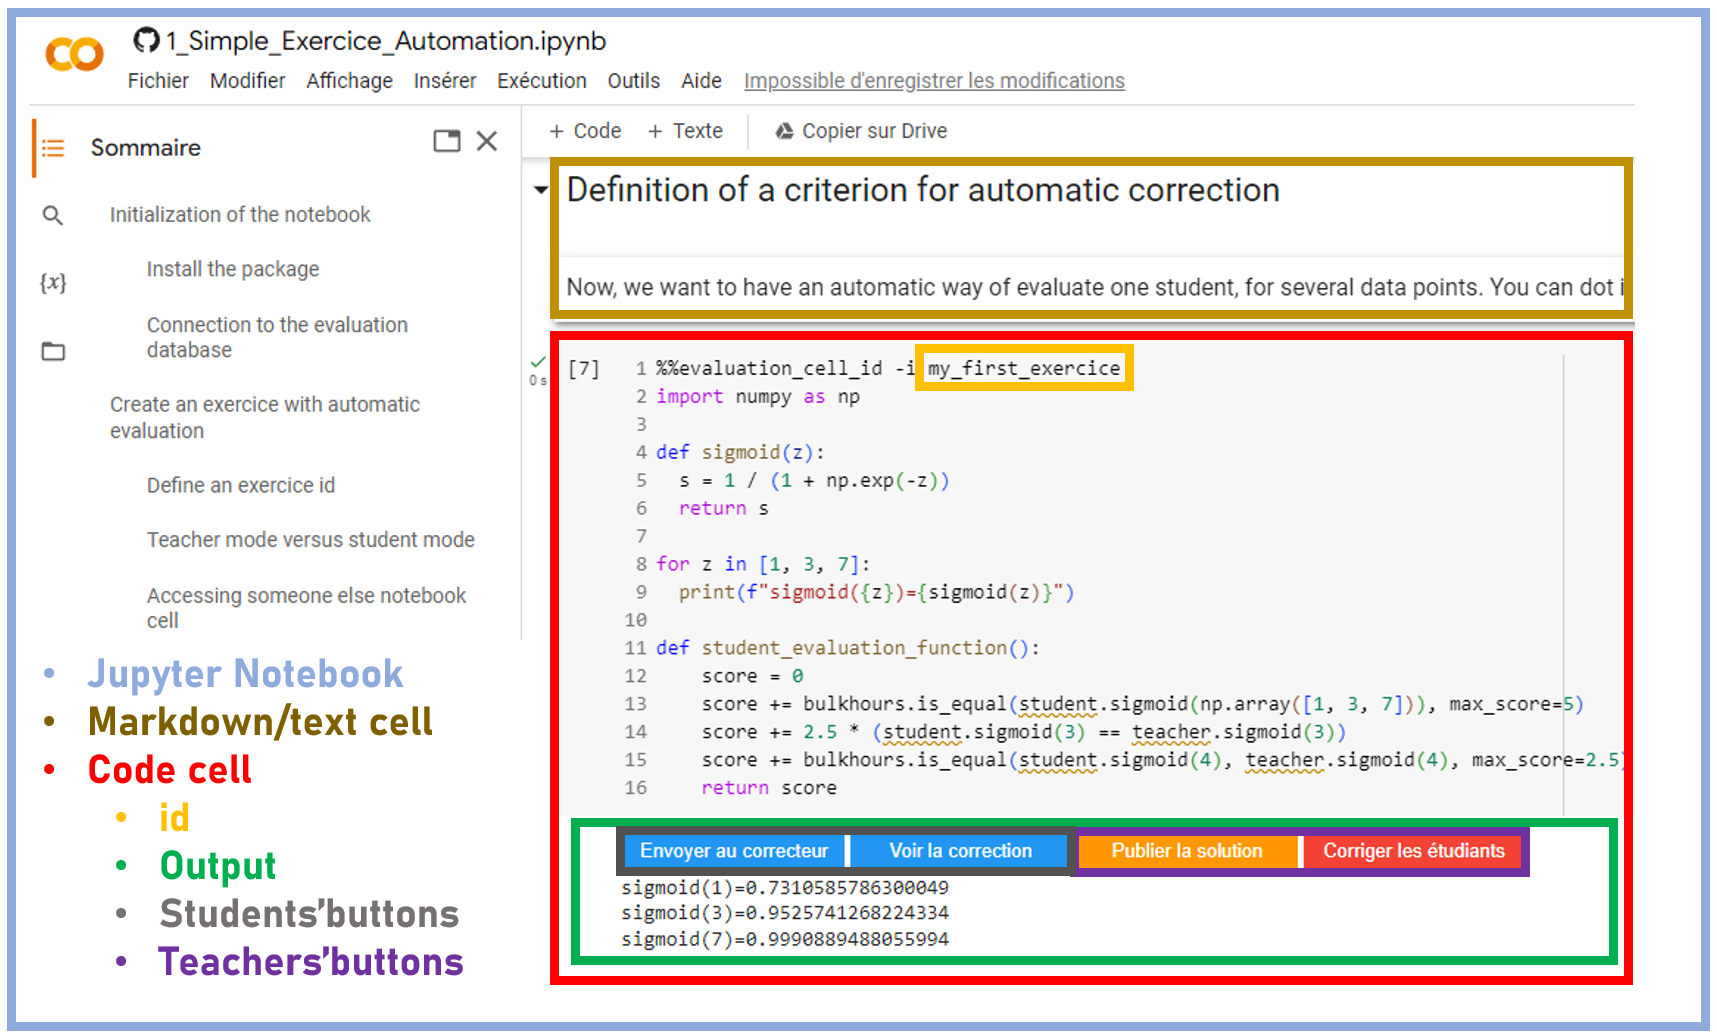 1_Simple_Exercice_Automation.ipynb
Fichier Modifier Affichage Insérer Exécution Outils Aide Impossible d'enregistrer les modifications
Sommaire
Initialization of the notebook
Install the package
Connection to the evaluation
database
Create an exercice with automatic
evaluation
Define an exercice id
Teacher mode versus student mode
Accessing someone else notebook
cell
• Jupyter Notebook
• Markdown/text cell
• Code cell
• id
• Output
• Students’buttons
• Teachers’buttons
+ Code + Texte Copier sur Drive
Definition of a criterion for automatic correction
Now, we want to have an automatic way of evaluate one student, for several data points. You can dot i
0 s
[7] 1 %%evaluation_cell_id -i my_first_exercice
2 import numpy as np
3
4 def sigmoid(z):
5   s = 1 / (1 + np.exp(-z))
6   return s
7
8 for z in [1, 3, 7]:
9   print(f"sigmoid({z})={sigmoid(z)}")
10
11 def student_evaluation_function():
12     score = 0
13     score += bulkhours.is_equal(student.sigmoid(np.array([1, 3, 7])), max_score=5)
14     score += 2.5 * (student.sigmoid(3) == teacher.sigmoid(3))
15     score += bulkhours.is_equal(student.sigmoid(4), teacher.sigmoid(4), max_score=2.5)
16     return score
Envoyer au correcteur Voir la correction Publier la solution Corriger les étudiants
sigmoid(1)=0.7310585786300049
sigmoid(3)=0.9525741268224334
sigmoid(7)=0.9990889488055994
{x}